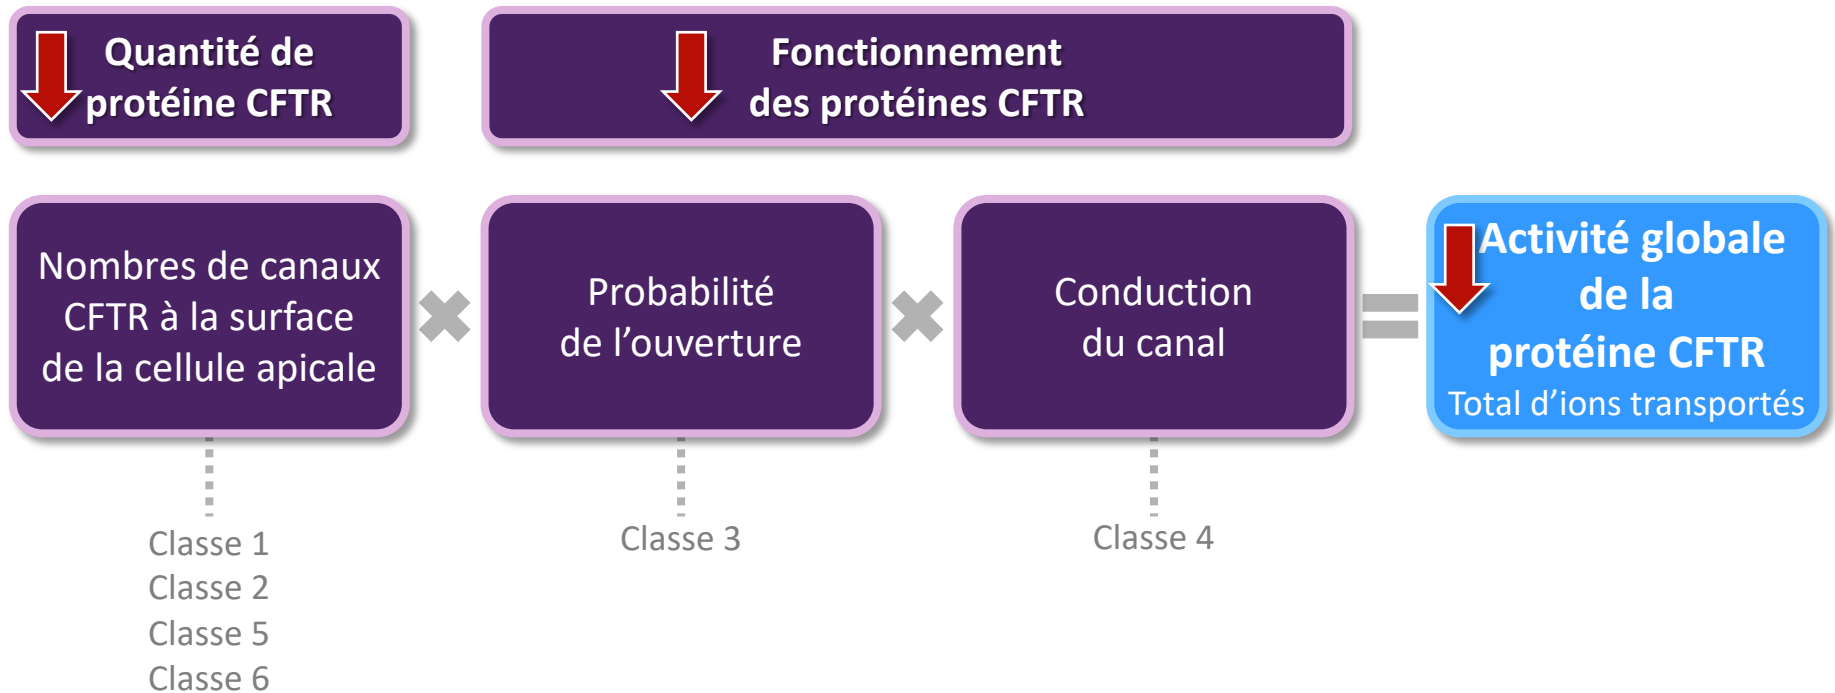 Quantité de
protéine CFTR
Fonctionnement
des protéines CFTR
Nombres de canaux
CFTR à la surface
de la cellule apicale
Probabilité
de l’ouverture
Conduction
du canal
Activité globale
de la
protéine CFTR
Total d’ions transportés
Classe 1
Classe 2
Classe 5
Classe 6
Classe 3
Classe 4